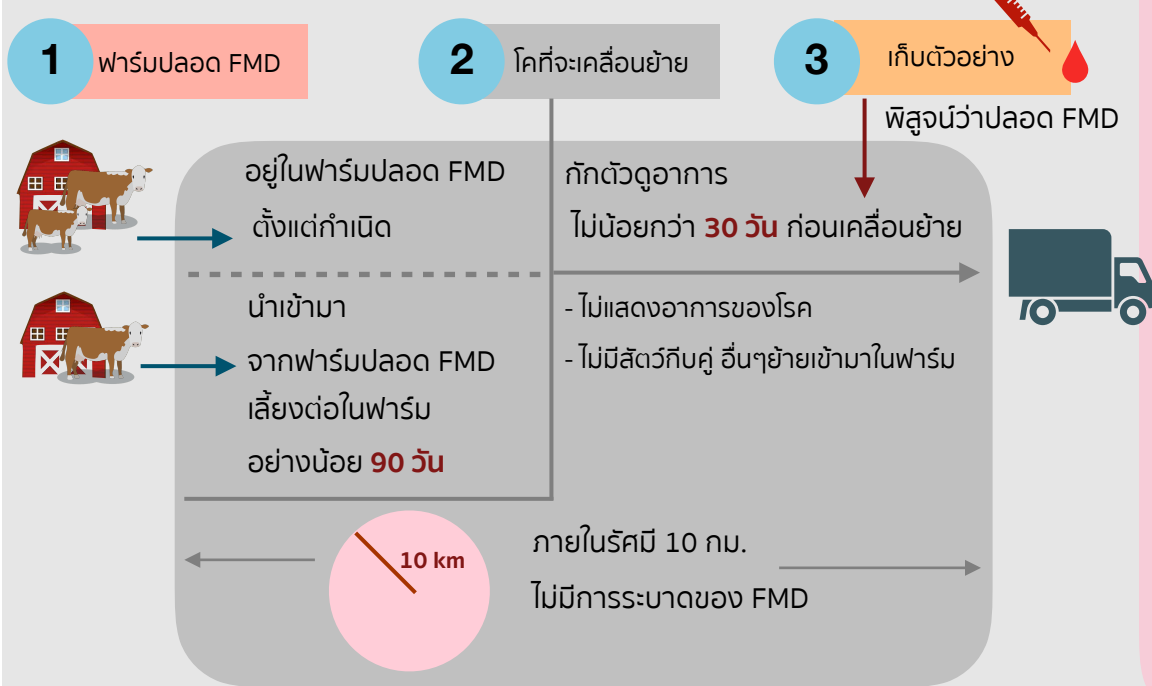 1 ฟาร์มปลอด FMD
2 โคที่จะเคลื่อนย้าย
3 เก็บตัวอย่าง
พิสูจน์ว่าปลอด FMD
อยู่ในฟาร์มปลอด FMD
ตั้งแต่กำเนิด
กักตัวดูอาการ
ไม่น้อยกว่า 30 วัน ก่อนเคลื่อนย้าย
นำเข้ามา
จากฟาร์มปลอด FMD
เลี้ยงต่อในฟาร์ม
อย่างน้อย 90 วัน
- ไม่แสดงอาการของโรค
- ไม่มีสัตว์กีบคู่ อื่นๆย้ายเข้ามาในฟาร์ม
10 km
ภายในรัศมี 10 กม.
ไม่มีการระบาดของ FMD